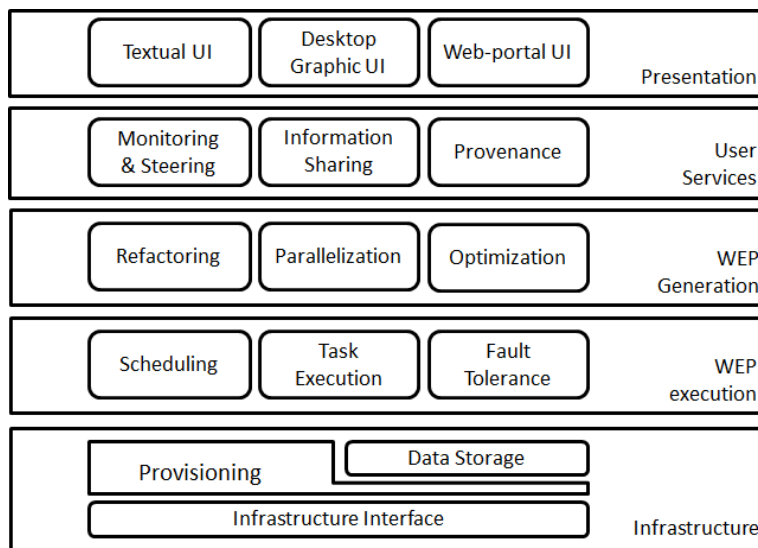 Textual UI
Desktop
Graphic UI
Web-portal UI
Presentation
Monitoring
& Steering
Information
Sharing
Provenance
User
Services
Refactoring
Parallelization
Optimization
WEP
Generation
Scheduling
Task
Execution
Fault
Tolerance
WEP
execution
Provisioning
Data Storage
Infrastructure Interface
Infrastructure